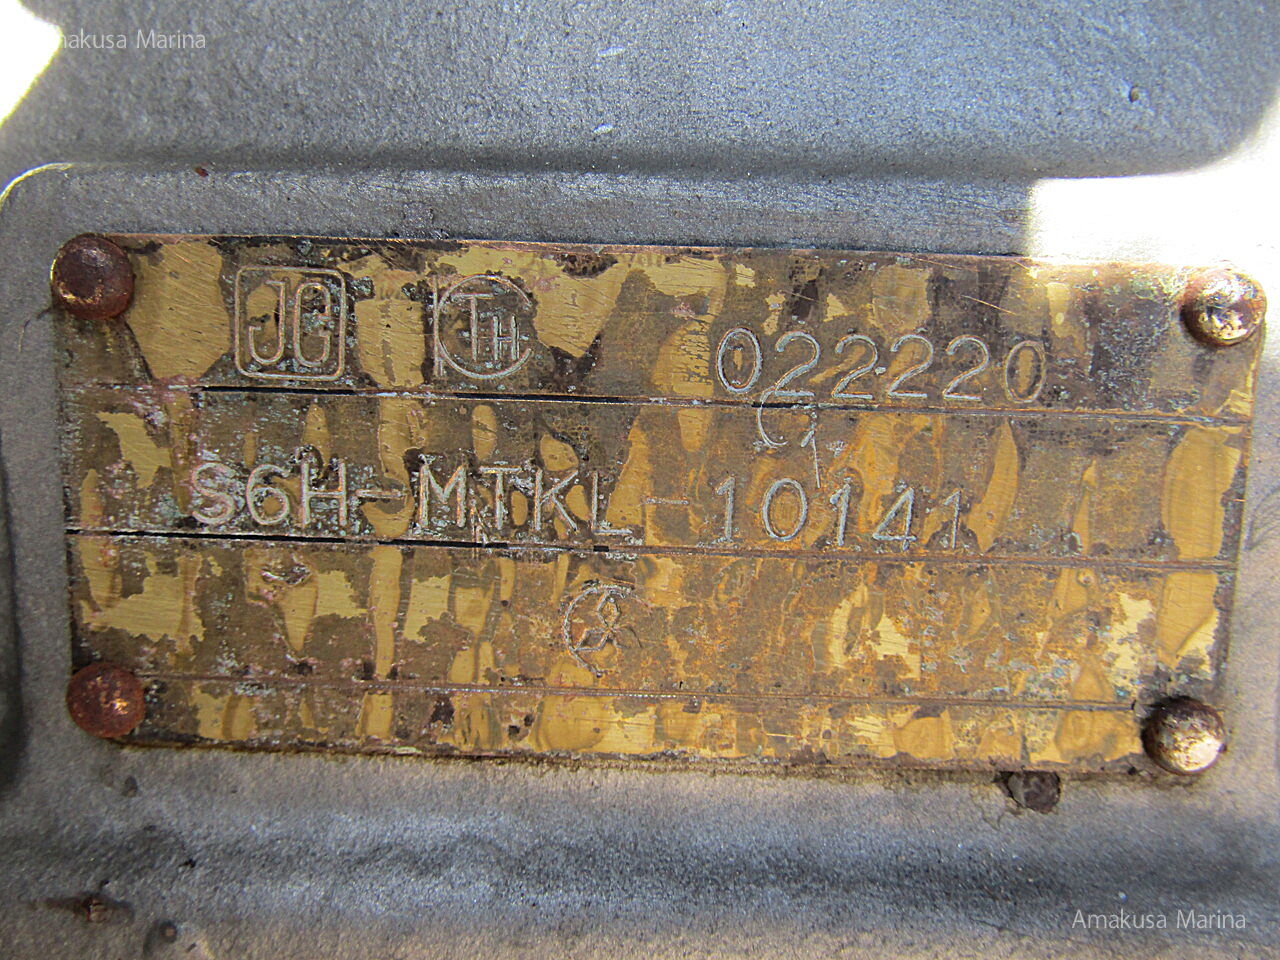 Amakusa Marina
JG TH 022220
S6H-MTKL-10141
Amakusa Marina